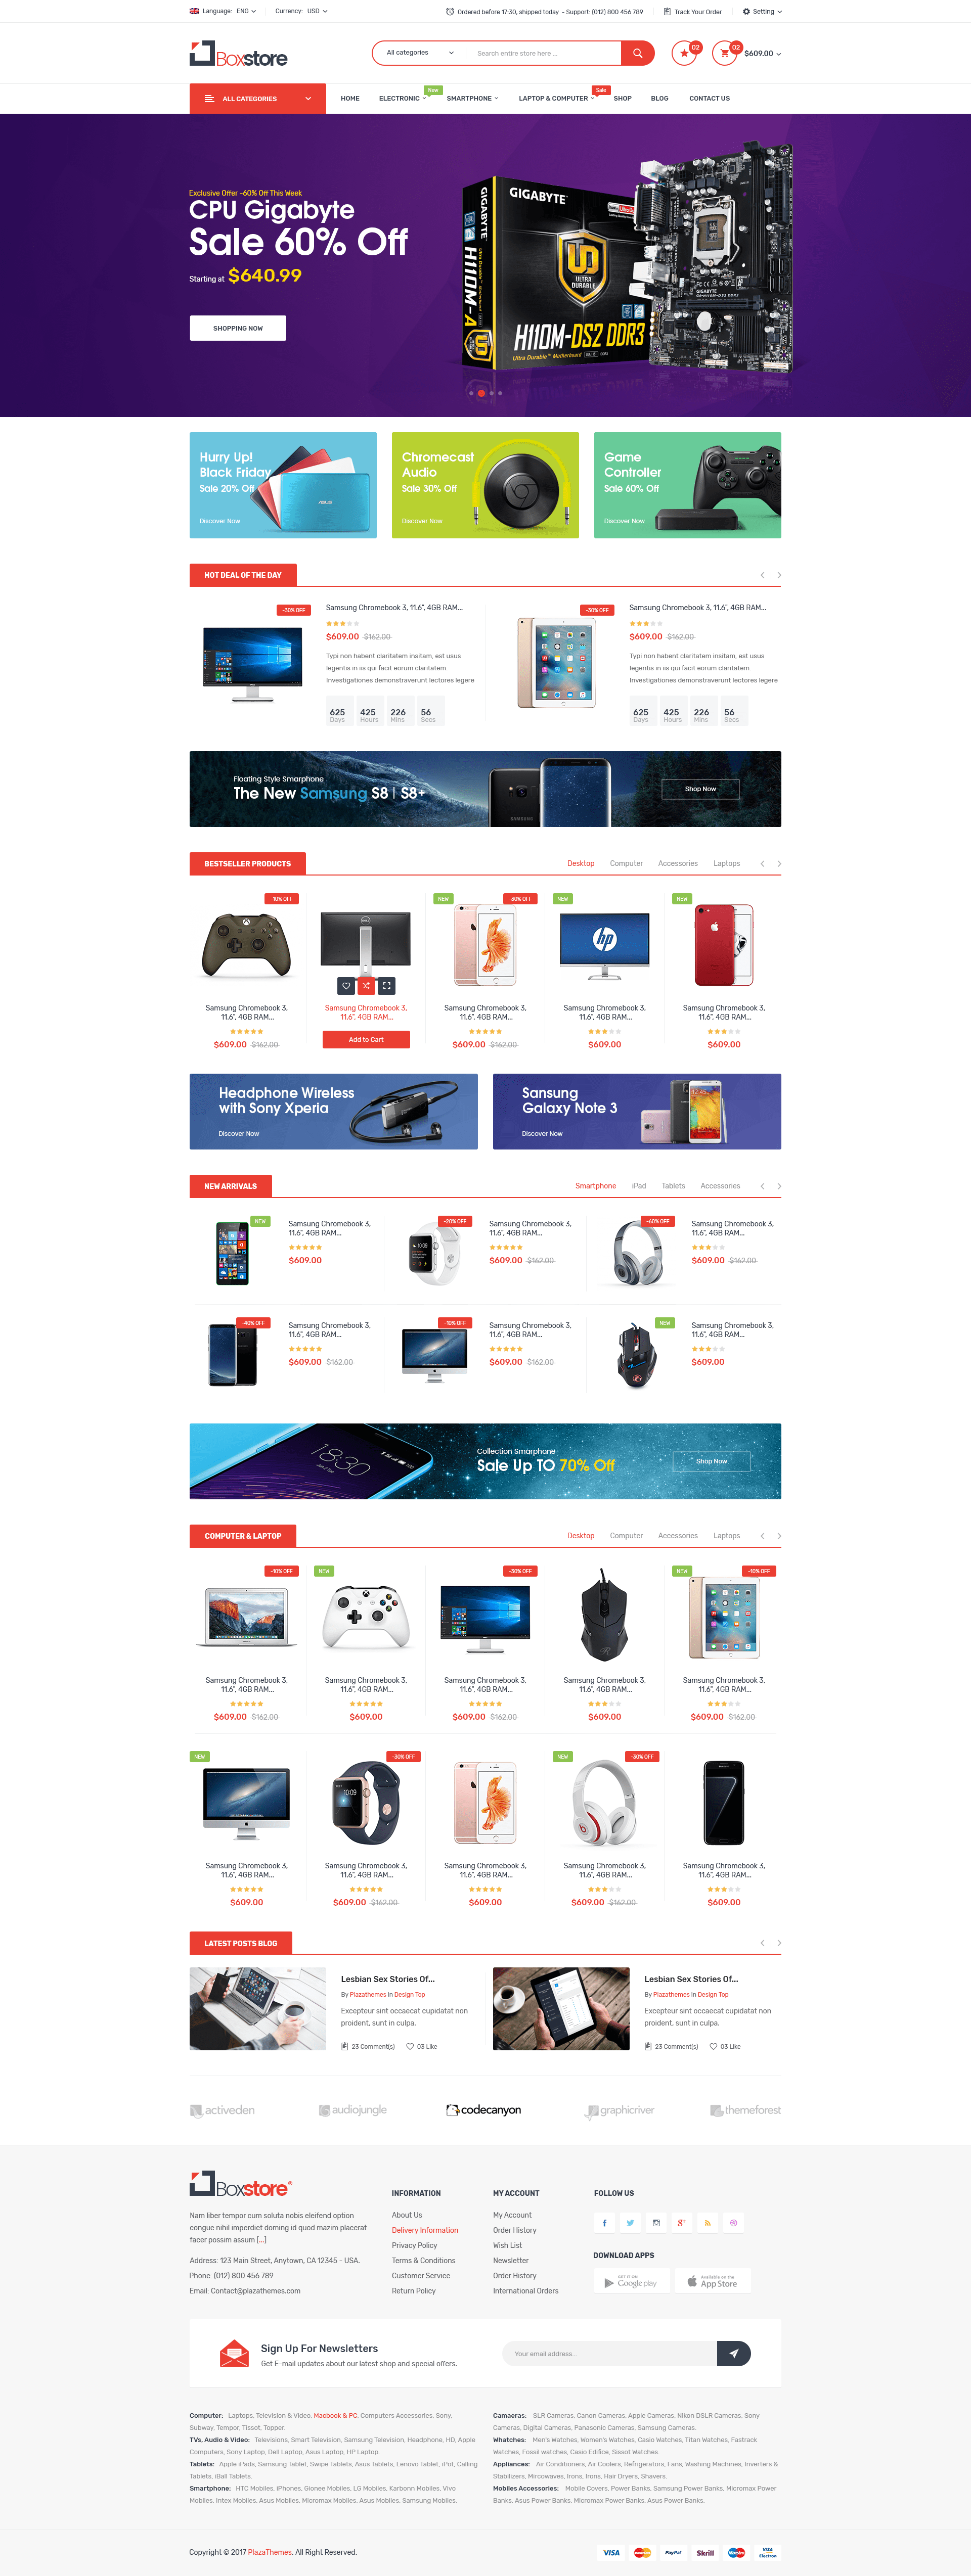 Language: ENG
Currency: USD
Ordered before 17:30, shipped today - Support: (012) 800 456 789
Track Your Order
Setting
Boxstore
All categories
Search entire store here ...
02
02
$609.00
ALL CATEGORIES
HOME
ELECTRONIC
New
SMARTPHONE
LAPTOP & COMPUTER
Sale
SHOP
BLOG
CONTACT US
Exclusive Offer -60% Off This Week
CPU Gigabyte
Sale 60% Off
Starting at $640.99
SHOPPING NOW
GIGABYTE
GIGABYTE
ULTRA DURABLE
H110M-DS2 DDR3
H110M-A
Hurry Up!
Black Friday
Sale 20% Off
Discover Now
Chromecast
Audio
Sale 30% Off
Discover Now
Game
Controller
Sale 60% Off
Discover Now
HOT DEAL OF THE DAY
-30% OFF
Samsung Chromebook 3, 11.6", 4GB RAM...
$609.00 $162.00
Typi non habent claritatem insitam, est usus
legentis in iis qui facit eorum claritatem.
Investigationes demonstraverunt lectores legere
625 Days
425 Hours
226 Mins
56 Secs
-30% OFF
Samsung Chromebook 3, 11.6", 4GB RAM...
$609.00 $162.00
Typi non habent claritatem insitam, est usus
legentis in iis qui facit eorum claritatem.
Investigationes demonstraverunt lectores legere
625 Days
425 Hours
226 Mins
56 Secs
Floating Style Smarphone
The New Samsung S8 | S8+
SAMSUNG
Shop Now
BESTSELLER PRODUCTS
Desktop
Computer
Accessories
Laptops
-10% OFF
Samsung Chromebook 3,
11.6", 4GB RAM...
$609.00 $162.00
Samsung Chromebook 3,
11.6", 4GB RAM...
Add to Cart
NEW
-30% OFF
Samsung Chromebook 3,
11.6", 4GB RAM...
$609.00 $162.00
NEW
hp
Samsung Chromebook 3,
11.6", 4GB RAM...
$609.00
NEW
Samsung Chromebook 3,
11.6", 4GB RAM...
$609.00
Headphone Wireless
with Sony Xperia
Discover Now
Sansung
Galaxy Note 3
Discover Now
NEW ARRIVALS
Smartphone
iPad
Tablets
Accessories
NEW
Samsung Chromebook 3,
11.6", 4GB RAM...
$609.00
-20% OFF
Samsung Chromebook 3,
11.6", 4GB RAM...
$609.00 $162.00
-60% OFF
Samsung Chromebook 3,
11.6", 4GB RAM...
$609.00 $162.00
-40% OFF
Samsung Chromebook 3,
11.6", 4GB RAM...
$609.00 $162.00
-10% OFF
Samsung Chromebook 3,
11.6", 4GB RAM...
$609.00 $162.00
NEW
Samsung Chromebook 3,
11.6", 4GB RAM...
$609.00
18:30
Collection Smarphone
Sale Up TO 70% Off
Shop Now
COMPUTER & LAPTOP
Desktop
Computer
Accessories
Laptops
-10% OFF
Samsung Chromebook 3,
11.6", 4GB RAM...
$609.00 $162.00
NEW
Samsung Chromebook 3,
11.6", 4GB RAM...
$609.00
-30% OFF
Samsung Chromebook 3,
11.6", 4GB RAM...
$609.00 $162.00
Samsung Chromebook 3,
11.6", 4GB RAM...
$609.00
NEW
-10% OFF
Samsung Chromebook 3,
11.6", 4GB RAM...
$609.00 $162.00
NEW
Samsung Chromebook 3,
11.6", 4GB RAM...
$609.00
-30% OFF
Samsung Chromebook 3,
11.6", 4GB RAM...
$609.00 $162.00
Samsung Chromebook 3,
11.6", 4GB RAM...
$609.00
NEW
-30% OFF
Samsung Chromebook 3,
11.6", 4GB RAM...
$609.00 $162.00
Samsung Chromebook 3,
11.6", 4GB RAM...
$609.00
LATEST POSTS BLOG
Lesbian Sex Stories Of...
By Plazathemes in Design Top
Excepteur sint occaecat cupidatat non
proident, sunt in culpa.
23 Comment(s)
03 Like
Lesbian Sex Stories Of...
By Plazathemes in Design Top
Excepteur sint occaecat cupidatat non
proident, sunt in culpa.
23 Comment(s)
03 Like
activeden
audiojungle
codecanyon
graphicriver
themeforest
Boxstore
Nam liber tempor cum soluta nobis eleifend option
congue nihil imperdiet doming id quod mazim placerat
facer possim assum [...]
Address: 123 Main Street, Anytown, CA 12345 - USA.
Phone: (012) 800 456 789
Email: Contact@plazathemes.com
INFORMATION
About Us
Delivery Information
Privacy Policy
Terms & Conditions
Customer Service
Return Policy
MY ACCOUNT
My Account
Order History
Wish List
Newsletter
Order History
International Orders
FOLLOW US
DOWNLOAD APPS
GET IT ON
Google play
Available on the
App Store
Sign Up For Newsletters
Get E-mail updates about our latest shop and special offers.
Your email address...
Computer: Laptops, Television & Video, Macbook & PC, Computers Accessories, Sony,
Subway, Tempor, Tissot, Topper.
TVs, Audio & Video: Televisions, Smart Television, Samsung Television, Headphone, HD, Apple
Computers, Sony Laptop, Dell Laptop, Asus Laptop, HP Laptop.
Tablets: Apple iPads, Samsung Tablet, Swipe Tablets, Asus Tablets, Lenovo Tablet, iPot, Calling
Tablets, iBall Tablets.
Smartphone: HTC Mobiles, iPhones, Gionee Mobiles, LG Mobiles, Karbonn Mobiles, Vivo
Mobiles, Intex Mobiles, Asus Mobiles, Micromax Mobiles, Asus Mobiles, Samsung Mobiles.
Camaeras: SLR Cameras, Canon Cameras, Apple Cameras, Nikon DSLR Cameras, Sony
Cameras, Digital Cameras, Panasonic Cameras, Samsung Cameras.
Whatches: Men's Watches, Women's Watches, Casio Watches, Titan Watches, Fastrack
Watches, Fossil watches, Casio Edifice, Sissot Watches.
Appliances: Air Conditioners, Air Coolers, Refrigerators, Fans, Washing Machines, Inverters &
Stabilizers, Mircowaves, Irons, Irons, Hair Dryers, Shavers.
Mobiles Accessories: Mobile Covers, Power Banks, Samsung Power Banks, Micromax Power
Banks, Asus Power Banks, Micromax Power Banks, Asus Power Banks.
Copyright © 2017 PlazaThemes. All Right Reserved.
VISA
MasterCard
PayPal
Skrill
Maestro
VISA Electron